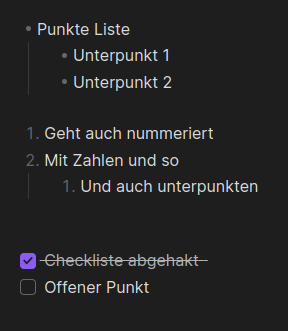 • Punkte Liste
• Unterpunkt 1
• Unterpunkt 2
1. Geht auch nummeriert
2. Mit Zahlen und so
1. Und auch unterpunkten
Checkliste abgehakt
Offener Punkt